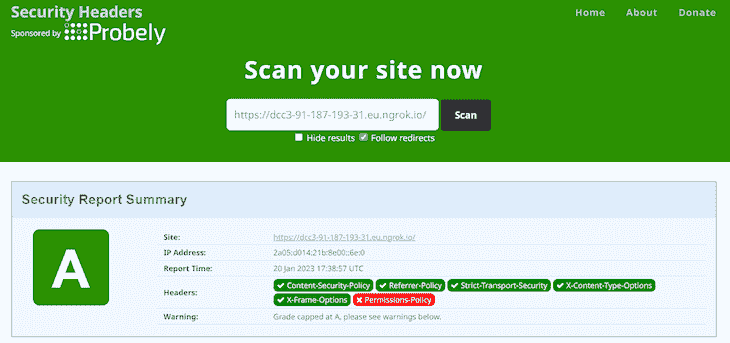 Security Headers
Home About Donate
Sponsored by Probely
Scan your site now
https://dcc3-91-187-193-31.eu.ngrok.io/ Scan
Hide results Follow redirects
Security Report Summary
A
Site: https://dcc3-91-187-193-31.eu.ngrok.io/
IP Address: 2a05:d014:21b:8e00::6e:0
Report Time: 20 Jan 2023 17:38:57 UTC
Headers: Content-Security-Policy Referrer-Policy Strict-Transport-Security X-Content-Type-Options
X-Frame-Options Permissions-Policy
Warning: Grade capped at A, please see warnings below.